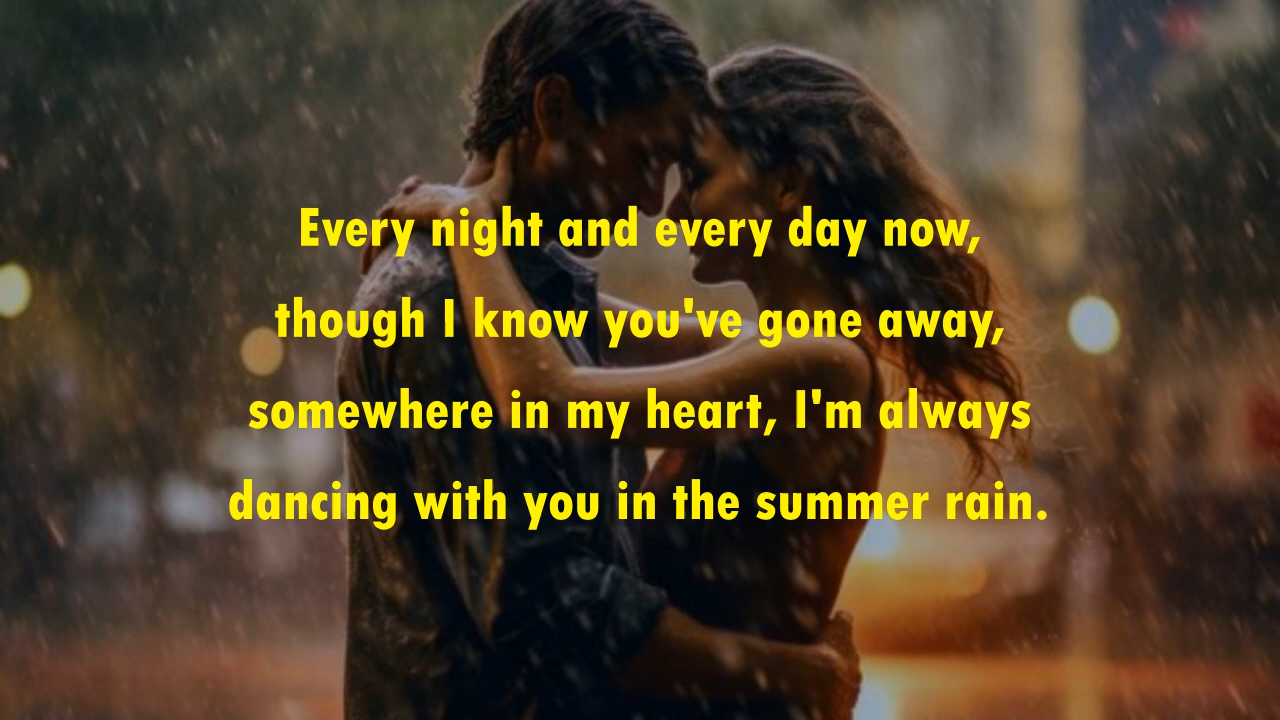 Every night and every day now,
though I know you've gone away,
somewhere in my heart, I'm always
dancing with you in the summer rain.